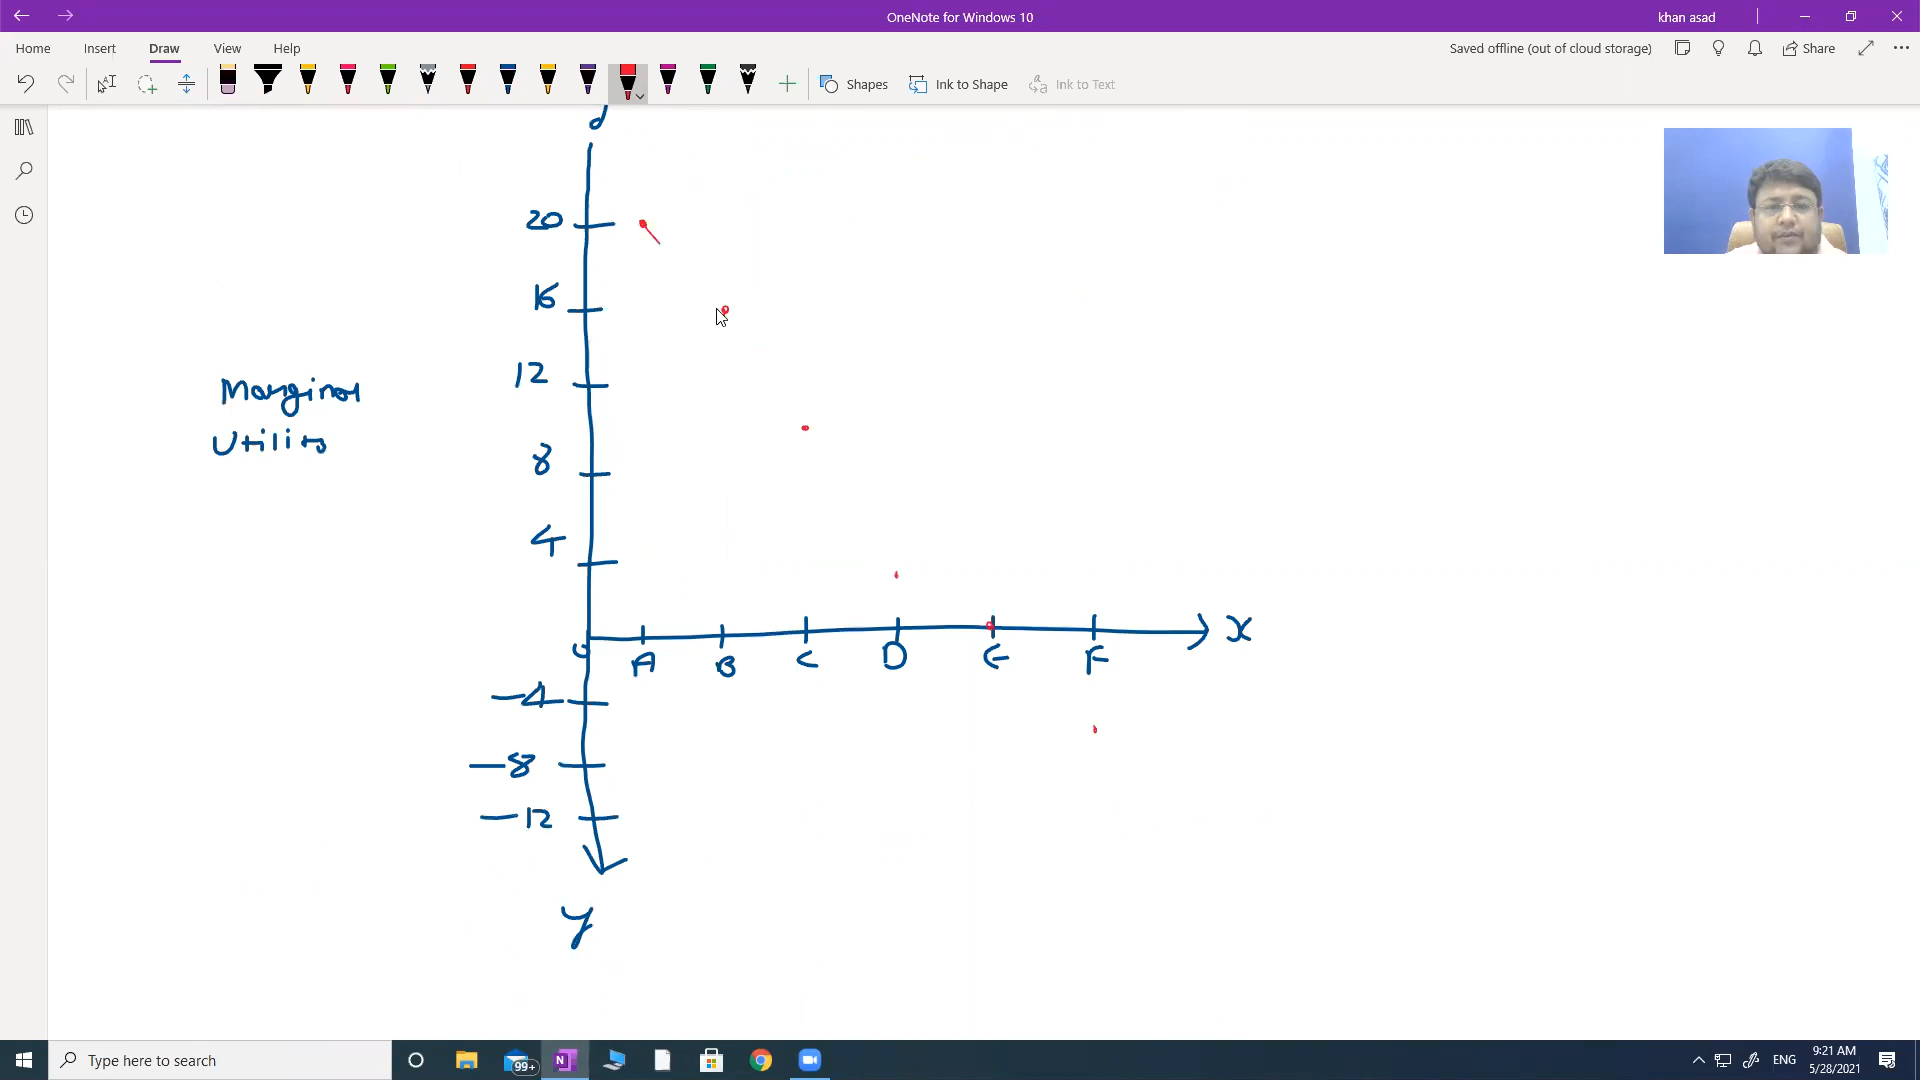 OneNote for Windows 10
khan asad
Home Insert Draw View Help
Saved offline (out of cloud storage)
Share
Shapes
Ink to Shape
Ink to Text
20
16
12
Marginal
Utility
8
4
x
A B C D E F
-4
-8
-12
y
Type here to search
99+
ENG
9:21 AM
5/28/2021